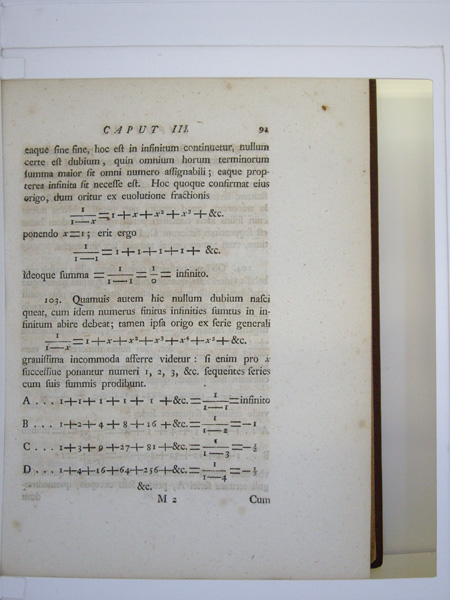 CAPUT III. 91
eaque ſine fine, hoc eſt in infinitum continuetur, nullum
certe eſt dubium, quin omnium horum terminorum
ſumma maior ſit omni numero aſſignabili; eaque prop-
terea infinita ſit neceſſe eſt. Hoc quoque confirmat eius
origo, dum oritur ex euolutione fractionis
1/(1—x) = 1 + x + x² + x³ + &c.
ponendo x=1; erit ergo
1/(1—1) = 1 + 1 + 1 + 1 + &c.
ideoque ſumma = 1/(1—1) = 1/0 = infinito.
103. Quamuis autem hic nullum dubium naſci
queat, cum idem numerus finitus infinities ſumtus in in-
finitum abire debeat; tamen ipſa origo ex ſerie generali
1/(1—x) = 1 + x + x² + x³ + x⁴ + x⁵ + &c.
grauiſſima incommoda afferre videtur: ſi enim pro x
ſucceſſiue ponantur numeri 1, 2, 3, &c. ſequentes ſeries
cum ſuis ſummis prodibunt.
A . . . 1+1+ 1+ 1 + 1 +&c.= 1/(1—1) =infinito
B . . . 1+2+ 4 + 8 +16 +&c.= 1/(1—2) =—1
C . . . 1+3+ 9 +27+ 81 +&c.= 1/(1—3) =—½
D . . . 1+4+16+64+256+&c.= 1/(1—4) =—⅓
&c.
M 2 Cum